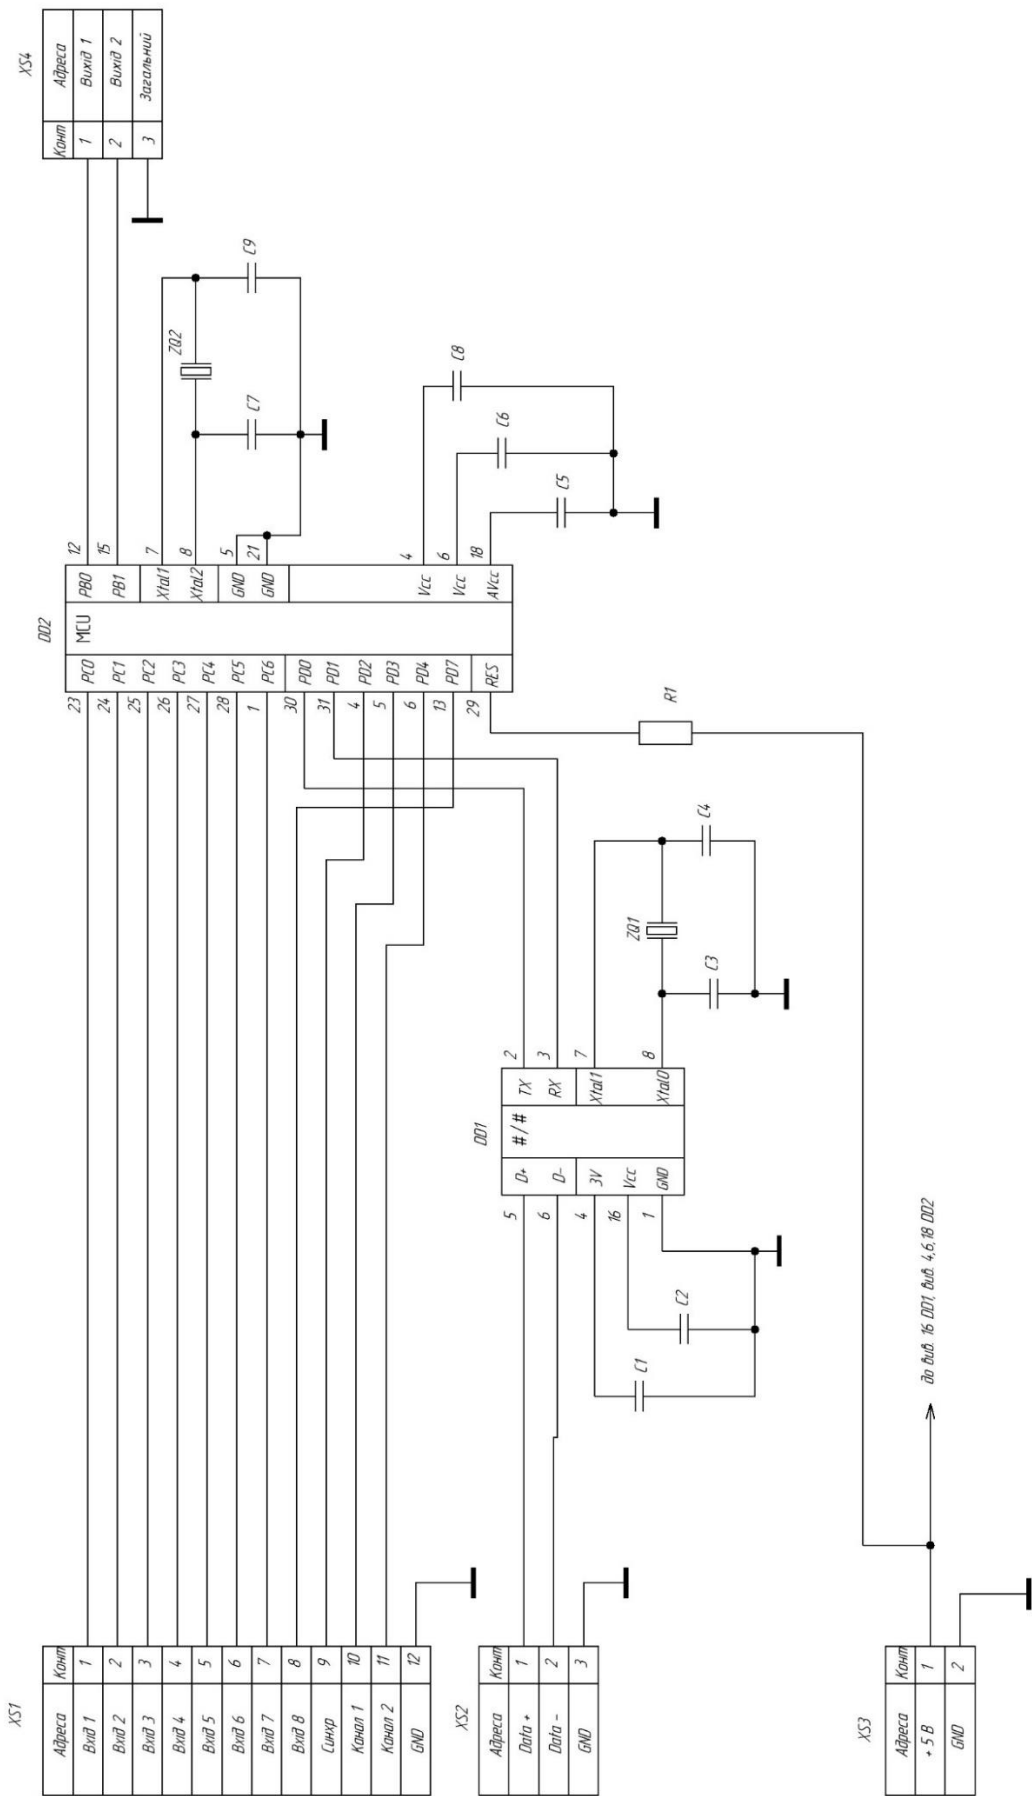 XS1
Адреса Конт
Вхід 1 1
Вхід 2 2
Вхід 3 3
Вхід 4 4
Вхід 5 5
Вхід 6 6
Вхід 7 7
Вхід 8 8
Синхр 9
Канал 1 10
Канал 2 11
GND 12
XS2
Адреса Конт
Data + 1
Data - 2
GND 3
XS3
Адреса Конт
+ 5 В 1
GND 2
до вив. 16 DD1, вив. 4,6,18 DD2
C1
C2
DD1
#/#
5 D+
6 D-
4 3V
16 Vcc
1 GND
TX 2
RX 3
Xtal1 7
Xtal0 8
ZQ1
C3
C4
R1
DD2
MCU
23 PC0
24 PC1
25 PC2
26 PC3
27 PC4
28 PC5
1 PC6
30 PD0
31 PD1
4 PD2
5 PD3
6 PD4
13 PD7
29 RES
PB0 12
PB1 15
Xtal1 7
Xtal2 8
GND 5
GND 21
Vcc 4
Vcc 6
AVcc 18
ZQ2
C7
C9
C5
C6
C8
XS4
Конт Адреса
1 Вихід 1
2 Вихід 2
3 Загальний